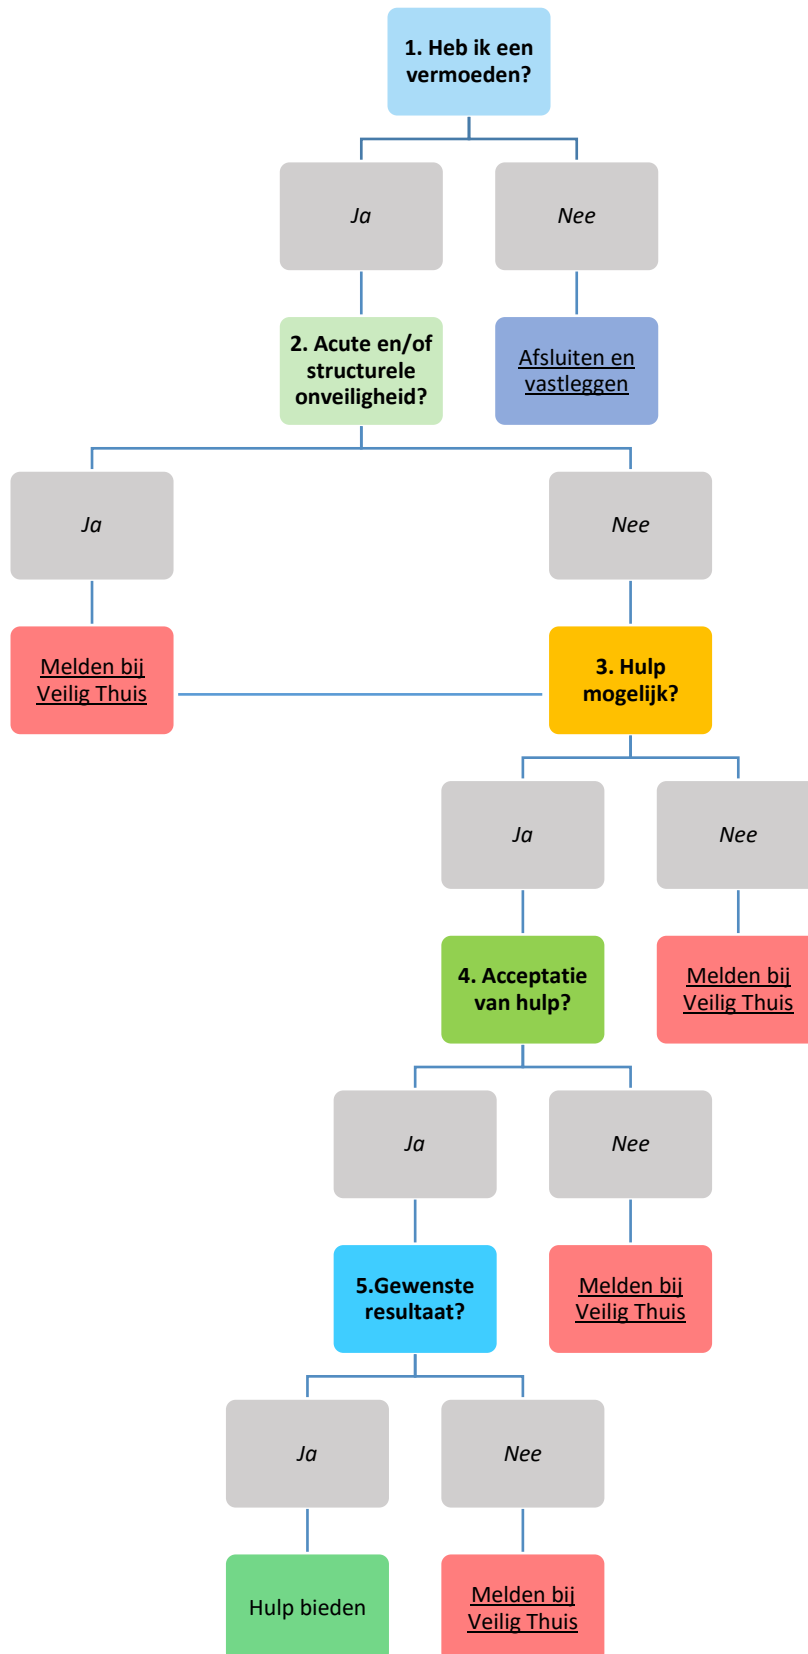 1. Heb ik een
vermoeden?
Ja
Nee
2. Acute en/of
structurele
onveiligheid?
Afsluiten en
vastleggen
Ja
Nee
Melden bij
Veilig Thuis
3. Hulp
mogelijk?
Ja
Nee
4. Acceptatie
van hulp?
Melden bij
Veilig Thuis
Ja
Nee
5.Gewenste
resultaat?
Melden bij
Veilig Thuis
Ja
Nee
Hulp bieden
Melden bij
Veilig Thuis